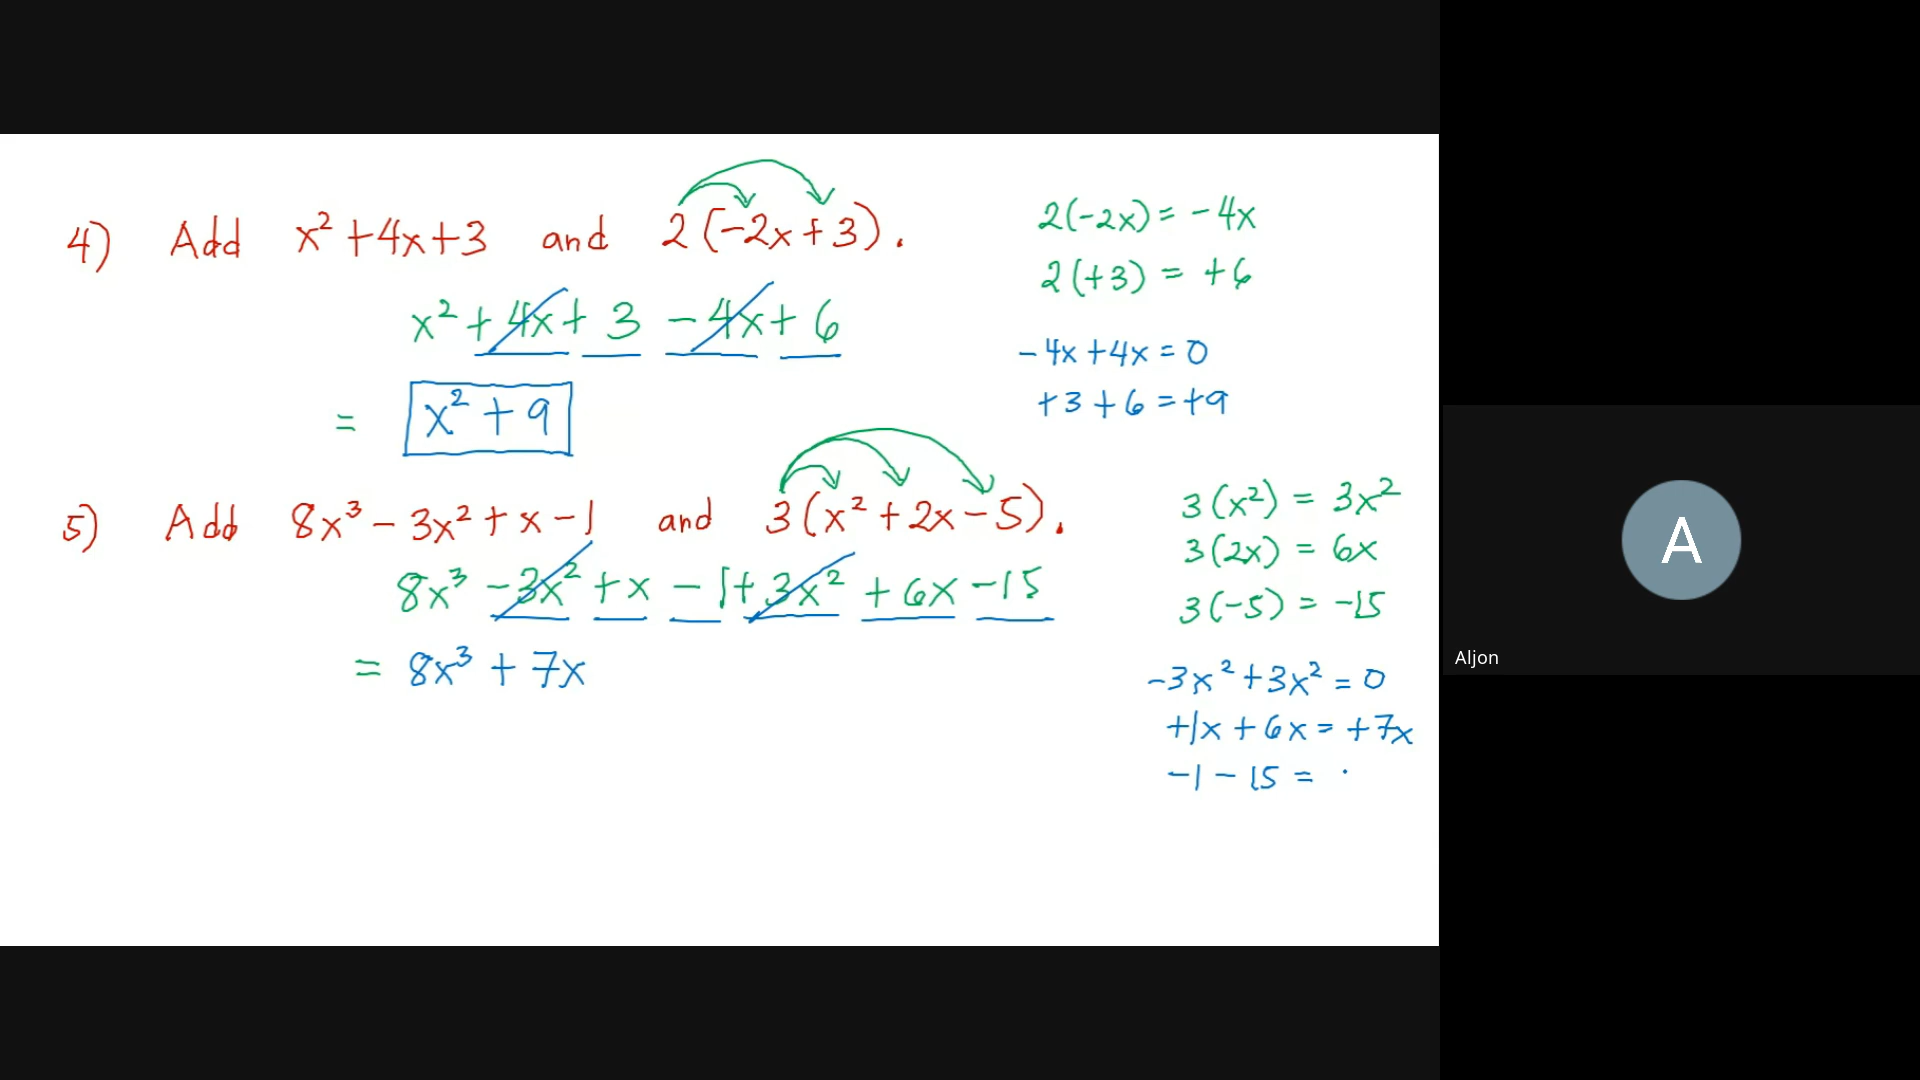 4) Add x² + 4x + 3 and 2(-2x + 3).
x² + 4x + 3 - 4x + 6
= x² + 9
2(-2x) = -4x
2(+3) = +6
-4x + 4x = 0
+3 + 6 = +9
5) Add 8x³ - 3x² + x - 1 and 3(x² + 2x - 5).
8x³ - 3x² + x - 1 + 3x² + 6x - 15
= 8x³ + 7x
3(x²) = 3x²
3(2x) = 6x
3(-5) = -15
-3x² + 3x² = 0
+1x + 6x = +7x
-1 - 15 =
A
Aljon